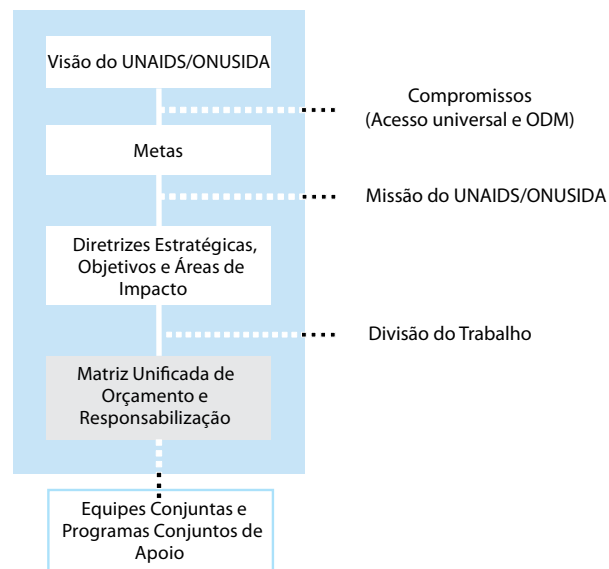 Visão do UNAIDS/ONUSIDA
Compromissos
(Acesso universal e ODM)
Metas
Missão do UNAIDS/ONUSIDA
Diretrizes Estratégicas,
Objetivos e Áreas de
Impacto
Divisão do Trabalho
Matriz Unificada de
Orçamento e
Responsabilização
Equipes Conjuntas e
Programas Conjuntos de
Apoio